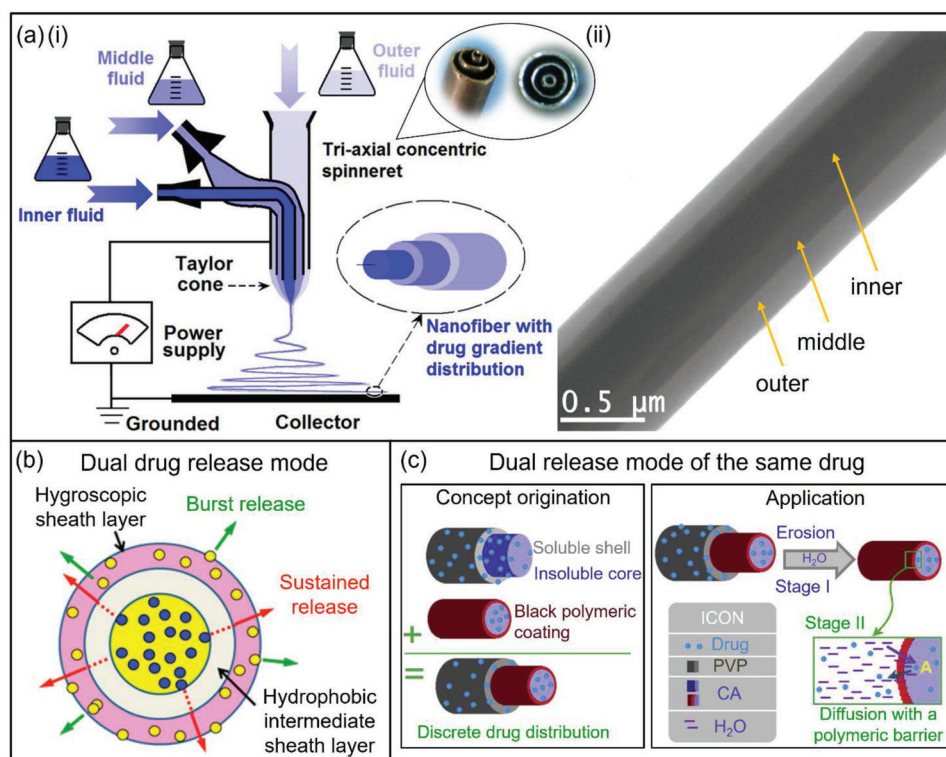 (a) (i)
Middle
fluid
Outer
fluid
Tri-axial concentric
spinneret
Inner fluid
Taylor
cone
Power
supply
Nanofiber with
drug gradient
distribution
Grounded
Collector
(ii)
inner
middle
outer
0.5 µm
(b) Dual drug release mode
Hygroscopic
sheath layer
Burst release
Sustained
release
Hydrophobic
intermediate
sheath layer
(c) Dual release mode of the same drug
Concept origination
Soluble shell
Insoluble core
+
Black polymeric
coating
=
Discrete drug distribution
Application
Erosion
H₂O
Stage I
ICON
Drug
PVP
CA
H₂O
Stage II
A
Diffusion with a
polymeric barrier